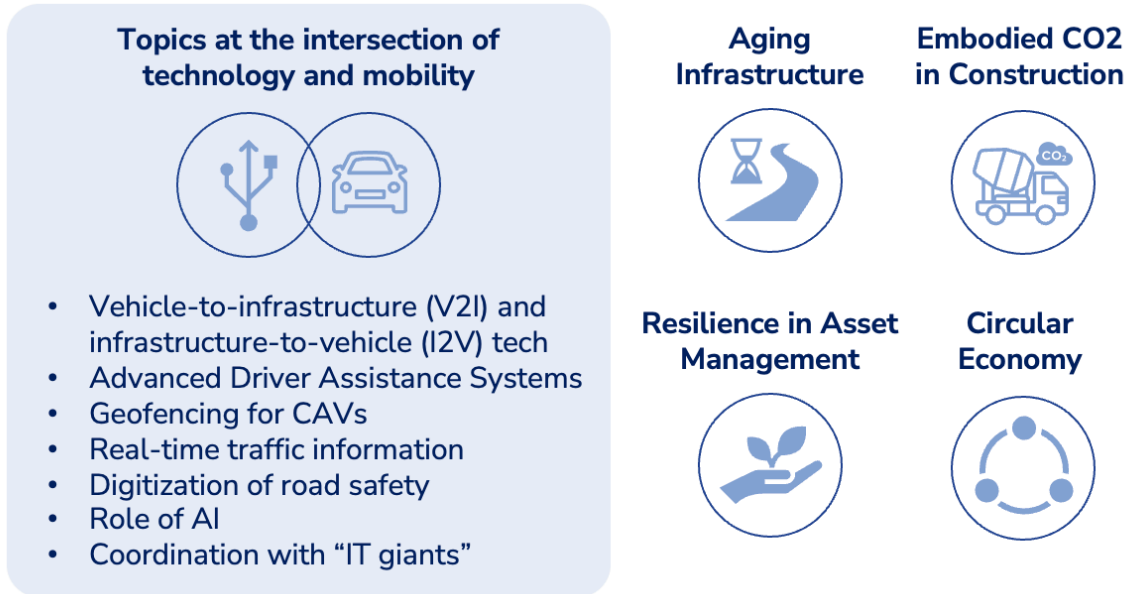 Topics at the intersection of
technology and mobility
• Vehicle-to-infrastructure (V2I) and
infrastructure-to-vehicle (I2V) tech
• Advanced Driver Assistance Systems
• Geofencing for CAVs
• Real-time traffic information
• Digitization of road safety
• Role of AI
• Coordination with “IT giants”
Aging
Infrastructure
Embodied CO2
in Construction
CO2
Resilience in Asset
Management
Circular
Economy